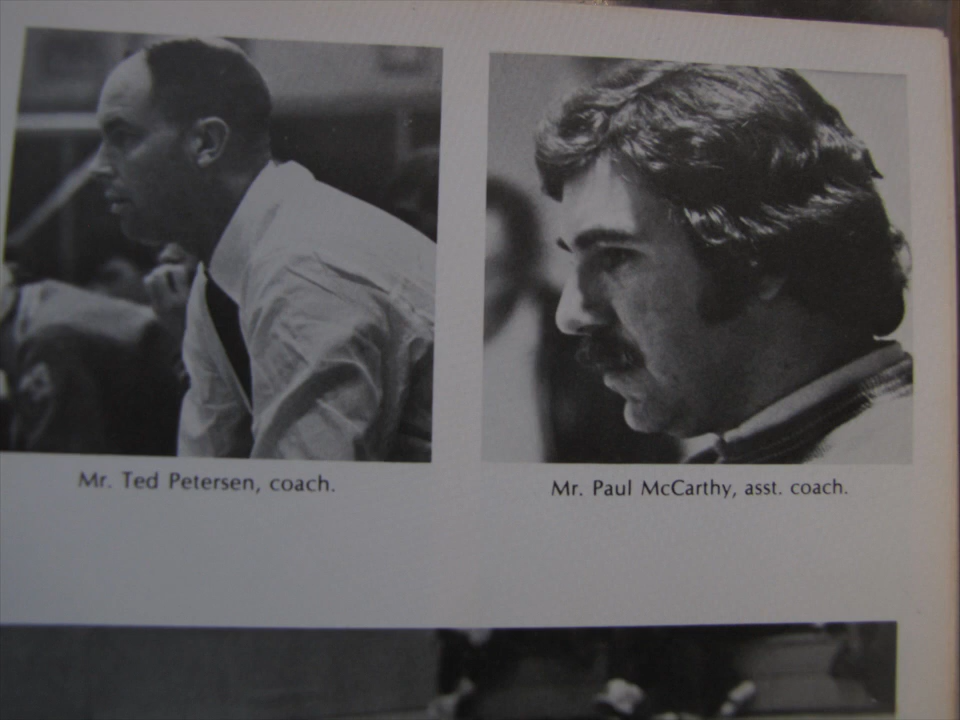 Mr. Ted Petersen, coach.
Mr. Paul McCarthy, asst. coach.